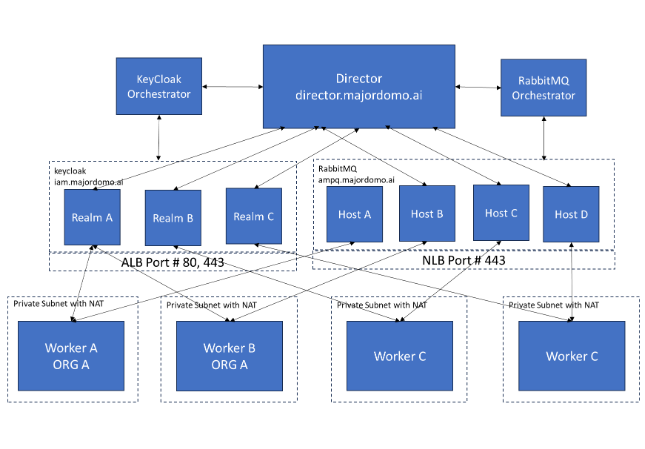 KeyCloak
Orchestrator
Director
director.majordomo.ai
RabbitMQ
Orchestrator
keycloak
iam.majordomo.ai
RabbitMQ
ampq.majordomo.ai
Realm A
Realm B
Realm C
Host A
Host B
Host C
Host D
ALB Port # 80, 443
NLB Port # 443
Private Subnet with NAT
Private Subnet with NAT
Private Subnet with NAT
Private Subnet with NAT
Worker A
ORG A
Worker B
ORG A
Worker C
Worker C